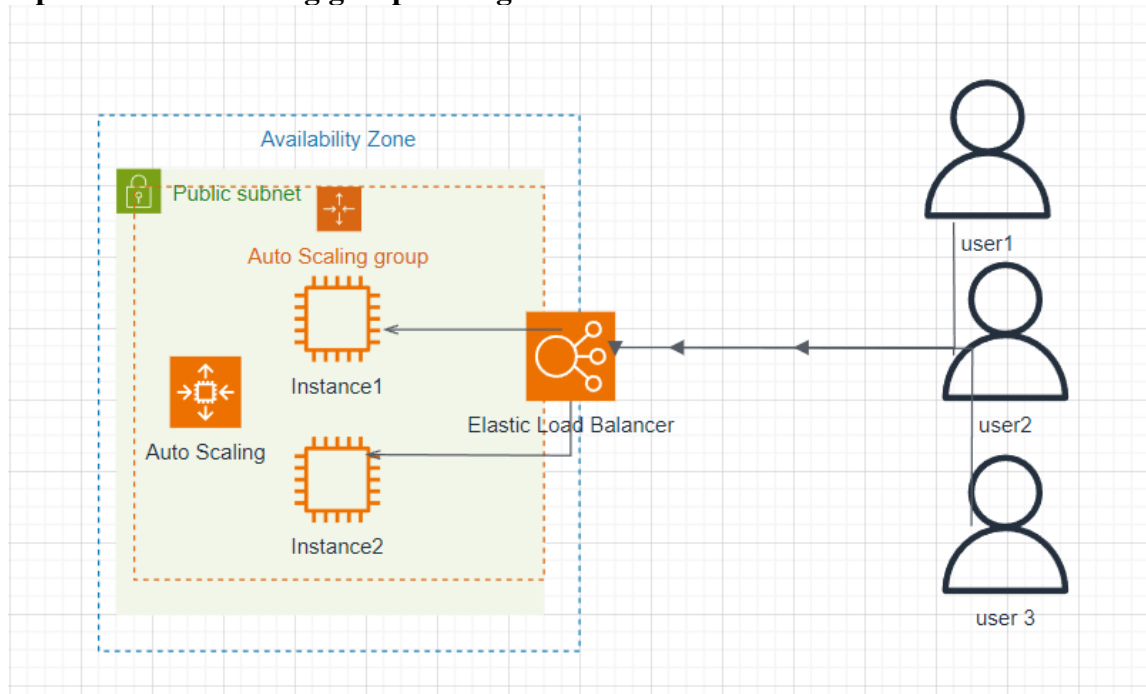 Availability Zone
Public subnet
Auto Scaling group
Instance1
Auto Scaling
Instance2
Elastic Load Balancer
user1
user2
user 3